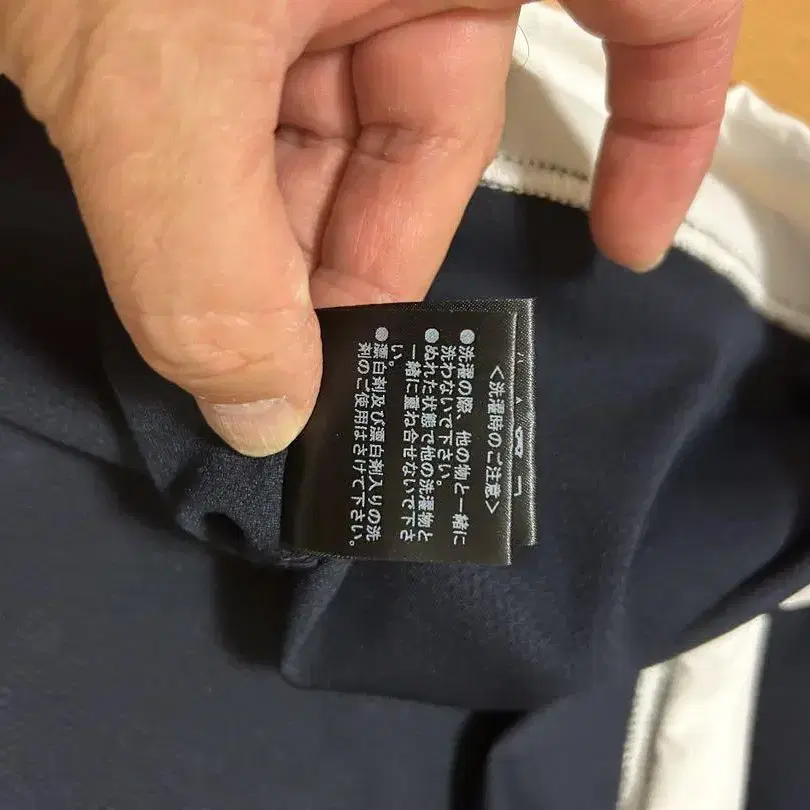 <洗濯時のご注意>
●洗濯の際、他の物と一緒に
洗わないで下さい。
●ぬれた状態で他の洗濯物と
一緒に重ね合せないで下さ
い。
●漂白剤及び漂白剤入りの洗
剤のご使用はさけて下さい。